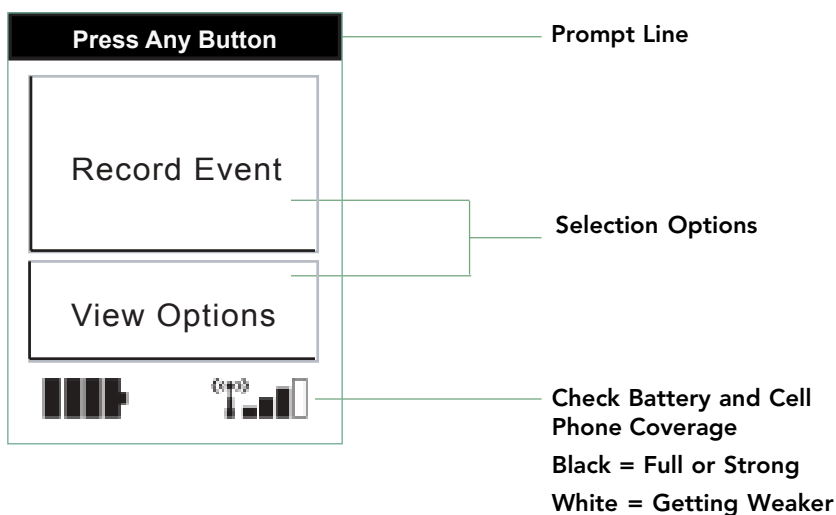 Press Any Button
Prompt Line
Record Event
Selection Options
View Options
Check Battery and Cell
Phone Coverage
Black = Full or Strong
White = Getting Weaker